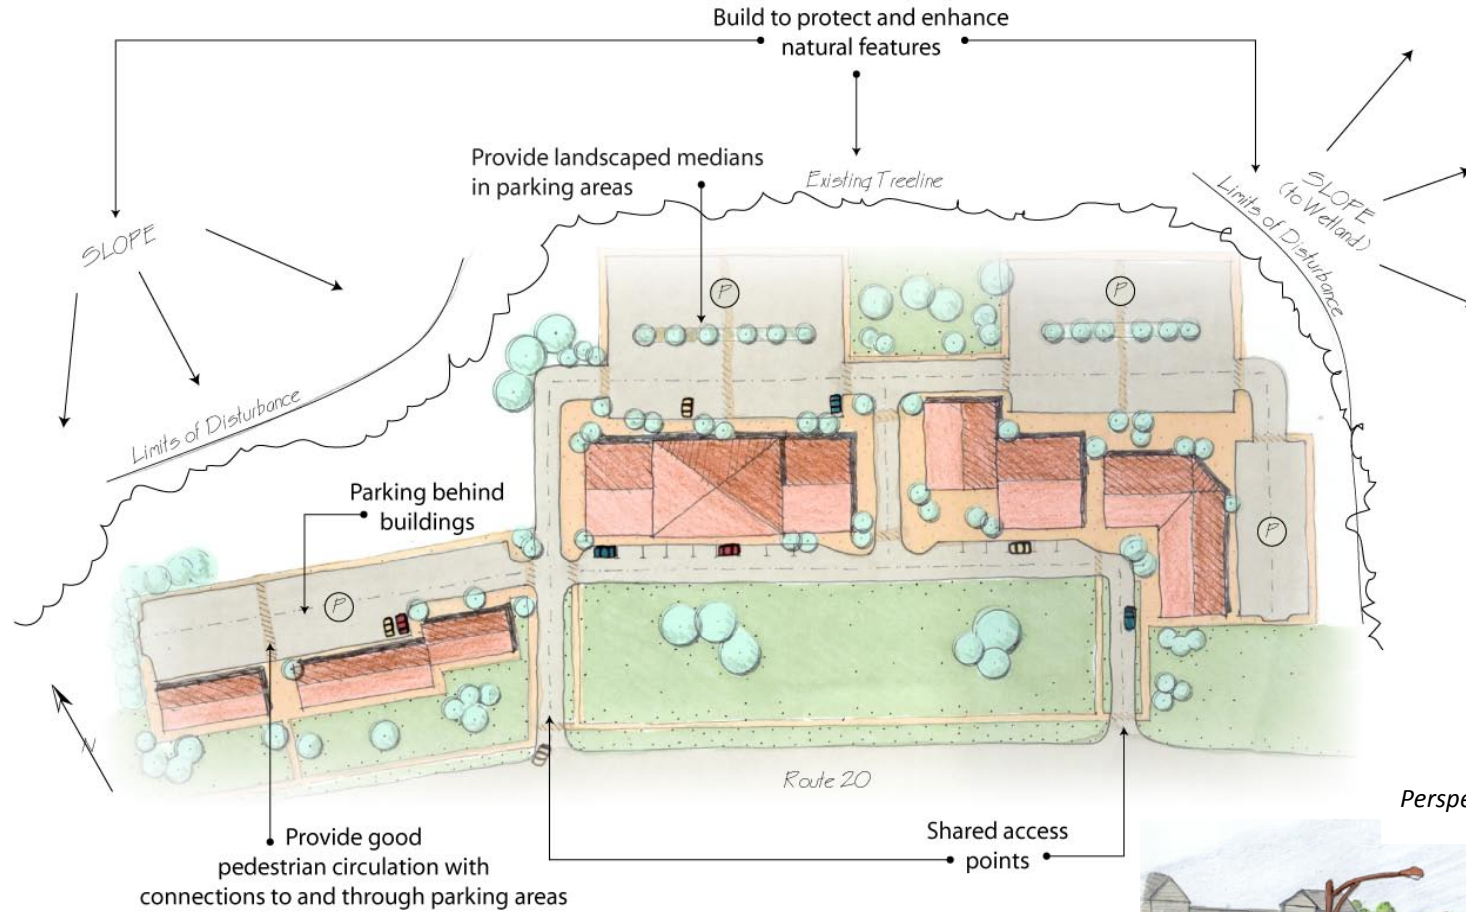 Build to protect and enhance
natural features
Provide landscaped medians
in parking areas
Existing Treeline
SLOPE
SLOPE
(to Wetland)
Limits of Disturbance
Limits of Disturbance
P
P
Parking behind
buildings
P
P
N
Route 20
Provide good
pedestrian circulation with
connections to and through parking areas
Shared access
points
Perspe